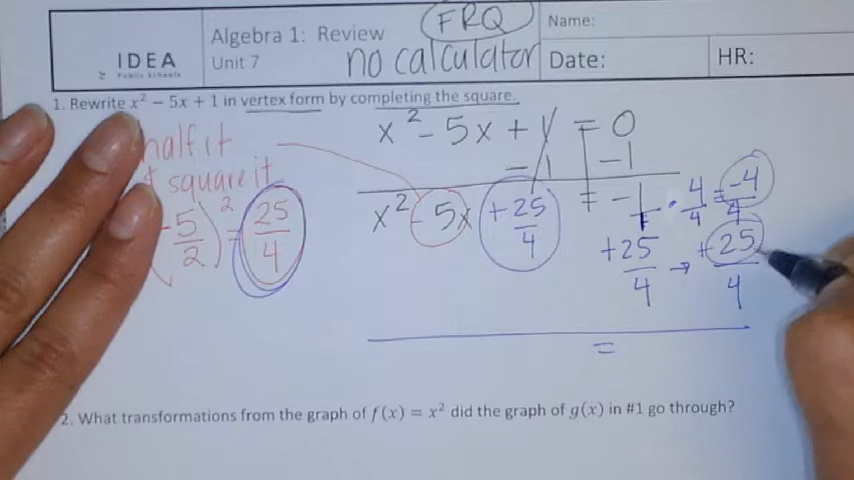 FRQ
Name:
Algebra 1: Review
IDEA
Public Schools
Unit 7
no calculator
Date:
HR:
1. Rewrite x² − 5x + 1 in vertex form by completing the square.
x² - 5x + 1 = 0
half it
- 1 - 1
square it
x² - 5x + 25/4 = - 1/1 · 4/4 = -4/4
-5/2)² = 25/4
+ 25/4 → + 25/4
=
2. What transformations from the graph of f(x) = x² did the graph of g(x) in #1 go through?